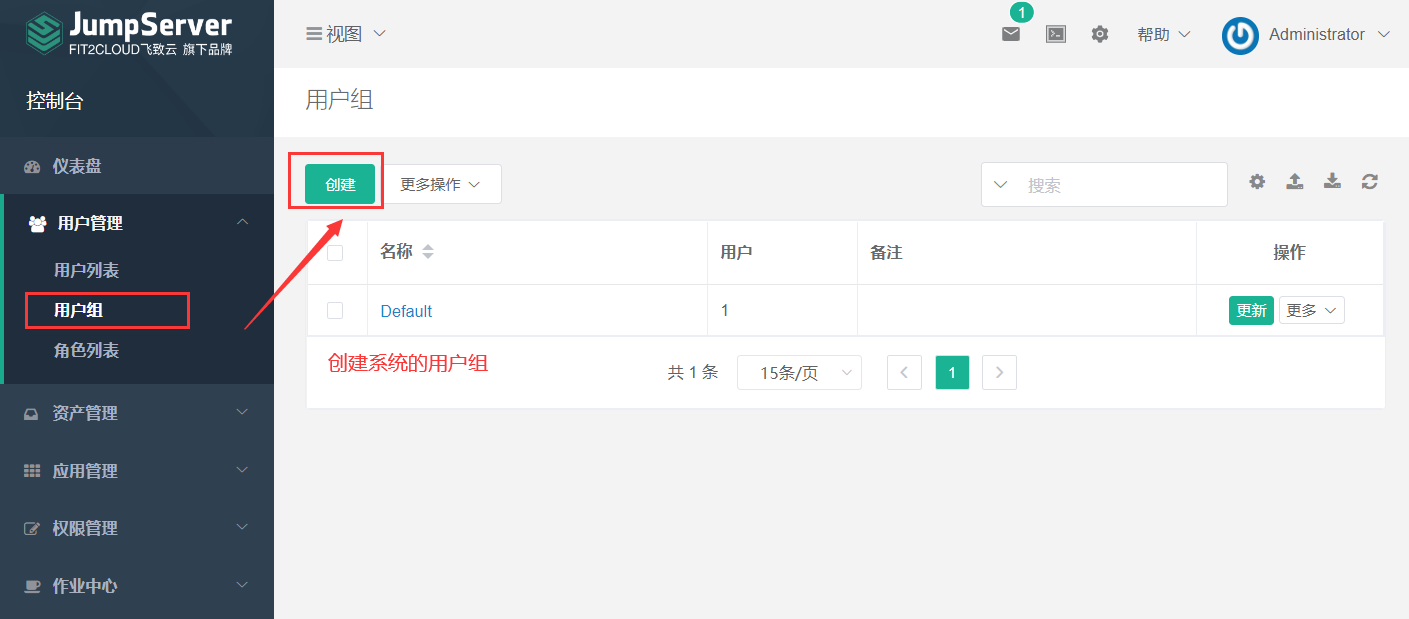 JumpServer
FIT2CLOUD飞致云 旗下品牌
控制台
仪表盘
用户管理
用户列表
用户组
角色列表
资产管理
应用管理
权限管理
作业中心
视图
1
帮助
Administrator
用户组
创建 更多操作
搜索
名称 用户 备注 操作
Default 1 更新 更多
创建系统的用户组
共 1 条 15条/页 1